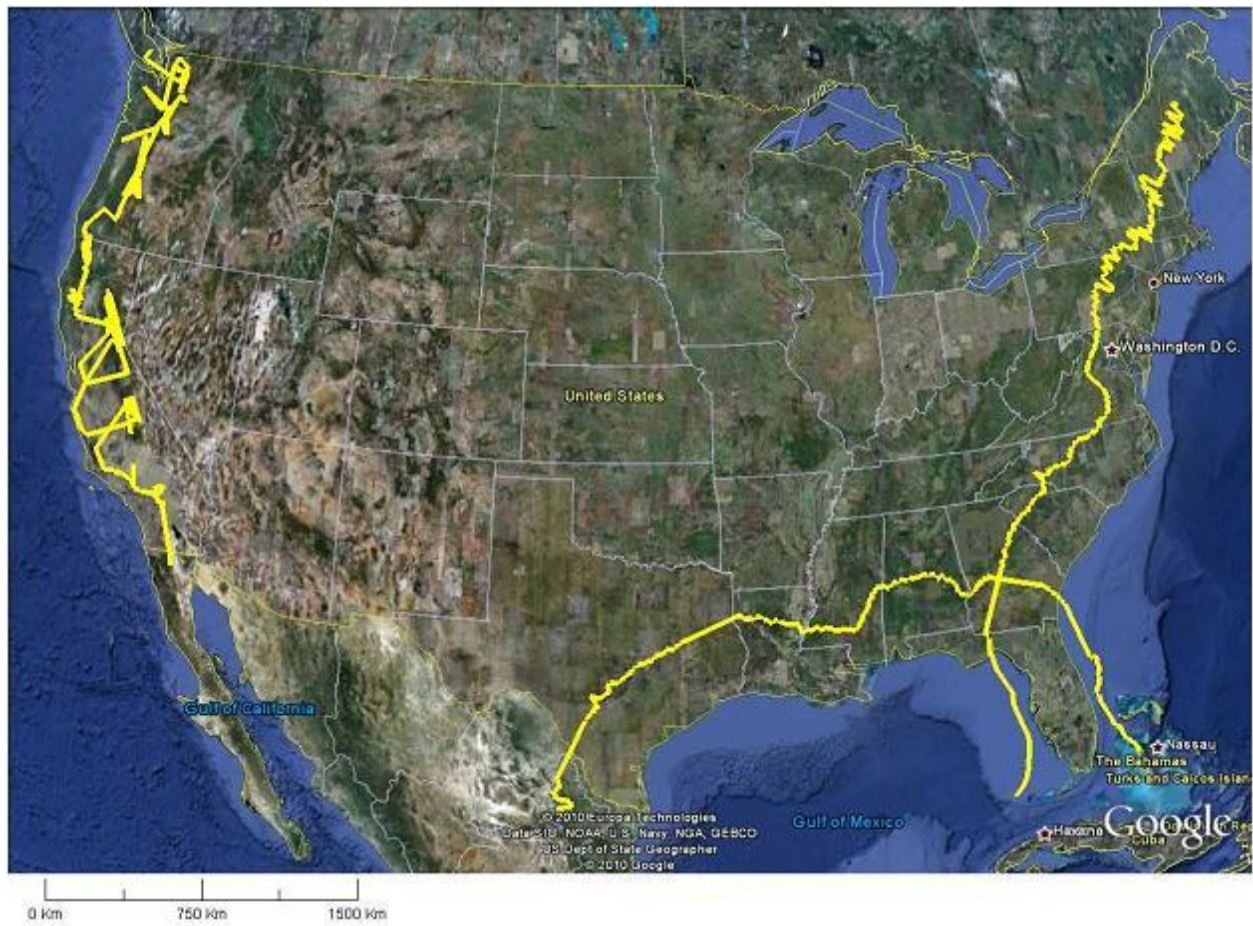 New York
Washington D.C.
United States
Gulf of California
Nassau
The Bahamas
Turks and Caicos Islan
© 2010 Europa Technologies
Data SIO, NOAA, U.S. Navy, NGA, GEBCO
US Dept of State Geographer
© 2010 Google
Gulf of Mexico
Google
Cuba
0 Km 750 Km 1500 Km